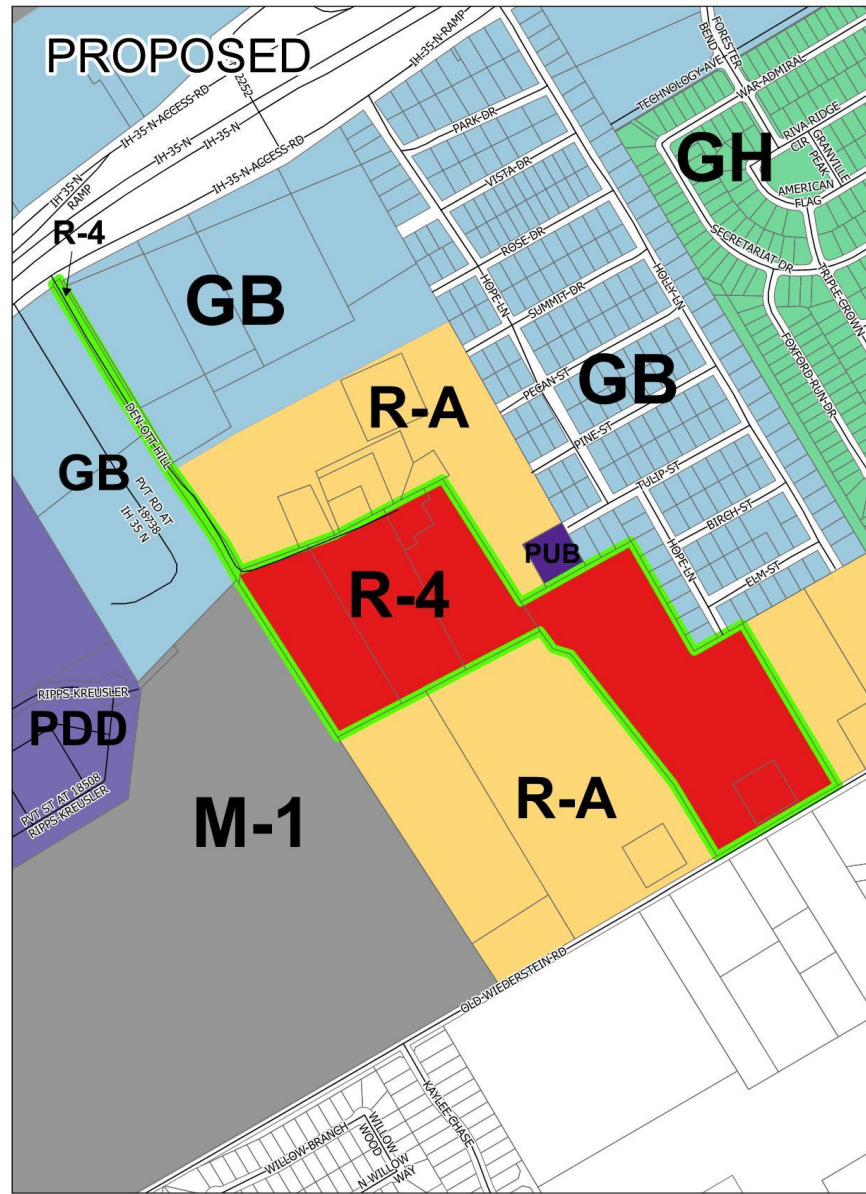 PROPOSED
IH-35-N-RAMP
IH-35-N-ACCESS-RD
2252
IH-35-N
IH-35-N
IH-35-N-ACCESS-RD
IH-35-N
RAMP
R-4
GB
PARK-DR
VISTA-DR
ROSE-DR
SUMMIT-DR
HOPE-LN
HOLLY-LN
PECAN-ST
PINE-ST
TULIP-ST
BIRCH-ST
HOPE-LN
ELM-ST
GB
TECHNOLOGY AVE
FORESTER
BEND
WAR-ADMIRAL
RIVA RIDGE
CIR
GRANVILLE
PEAK
AMERICAN
FLAG
GH
SECRETARIAT DR
TRIPLE-CROWN
FOXFORD-RUN-DR
R-A
DEN-OTT-HILL
GB
PVT RD AT
18738
IH 35 N
PUB
R-4
RIPPS-KREUSLER
PDD
PVT ST AT 18508
RIPPS-KREUSLER
M-1
R-A
OLD-WIEDERSTEIN-RD
KAYLEE-CHASE
WILLOW-BRANCH
WILLOW
WOOD
N WILLOW
WAY